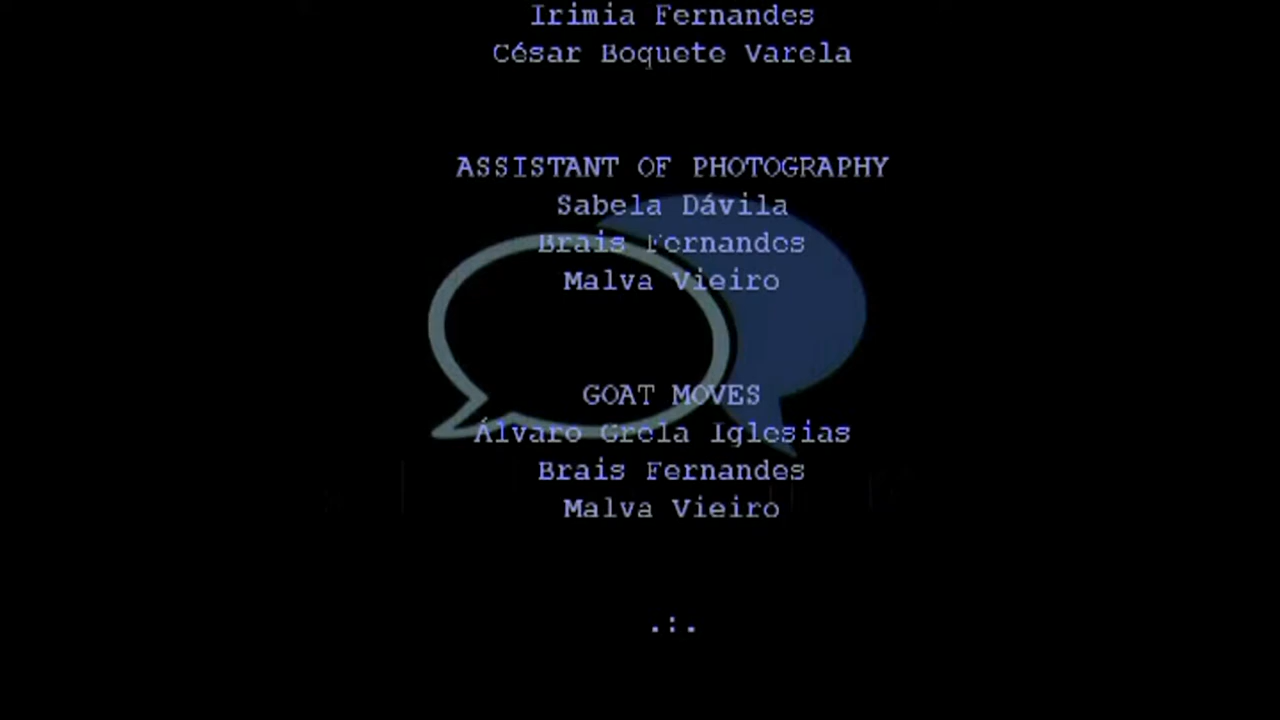 Irimia Fernandes
César Boquete Varela
ASSISTANT OF PHOTOGRAPHY
Sabela Dávila
Brais Fernandes
Malva Vieiro
GOAT MOVES
Álvaro Grela Iglesias
Brais Fernandes
Malva Vieiro
.:.